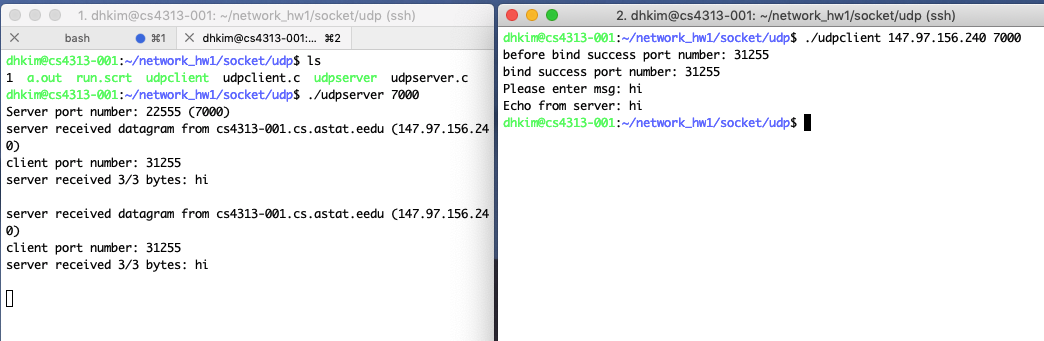 1. dhkim@cs4313-001: ~/network_hw1/socket/udp (ssh)
bash ⌘1
dhkim@cs4313-001:... ⌘2
dhkim@cs4313-001:~/network_hw1/socket/udp$ ls
1 a.out run.scrt udpclient udpclient.c udpserver udpserver.c
dhkim@cs4313-001:~/network_hw1/socket/udp$ ./udpserver 7000
Server port number: 22555 (7000)
server received datagram from cs4313-001.cs.astat.eedu (147.97.156.24
0)
client port number: 31255
server received 3/3 bytes: hi
server received datagram from cs4313-001.cs.astat.eedu (147.97.156.24
0)
client port number: 31255
server received 3/3 bytes: hi
2. dhkim@cs4313-001: ~/network_hw1/socket/udp (ssh)
dhkim@cs4313-001:~/network_hw1/socket/udp$ ./udpclient 147.97.156.240 7000
before bind success port number: 31255
bind success port number: 31255
Please enter msg: hi
Echo from server: hi
dhkim@cs4313-001:~/network_hw1/socket/udp$